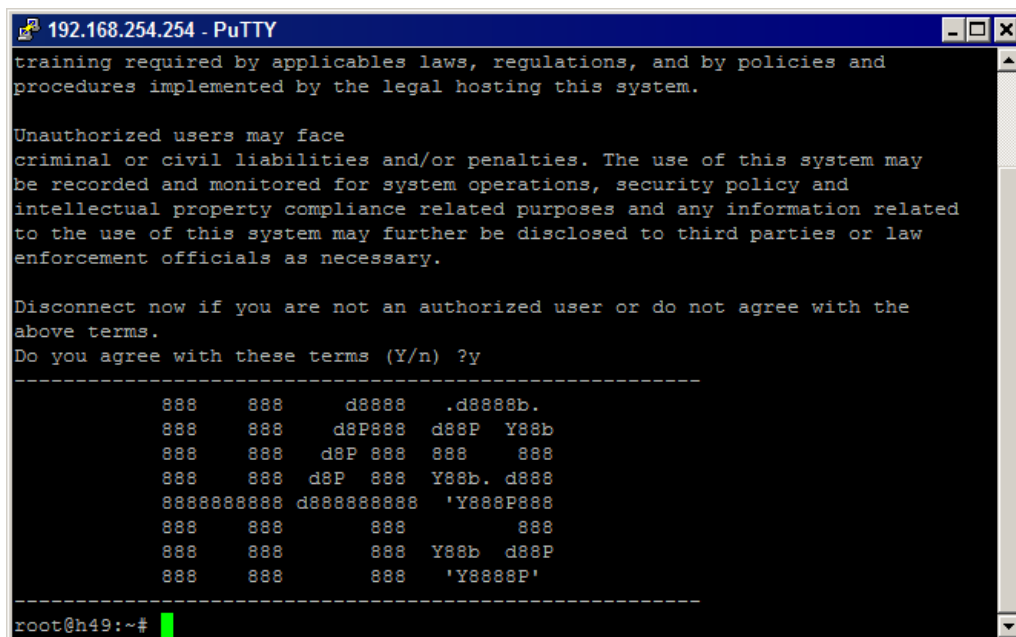 192.168.254.254 - PuTTY
training required by applicables laws, regulations, and by policies and
procedures implemented by the legal hosting this system.
Unauthorized users may face
criminal or civil liabilities and/or penalties. The use of this system may
be recorded and monitored for system operations, security policy and
intellectual property compliance related purposes and any information related
to the use of this system may further be disclosed to third parties or law
enforcement officials as necessary.
Disconnect now if you are not an authorized user or do not agree with the
above terms.
Do you agree with these terms (Y/n) ?y
--------------------------------------------------------
            888    888     d8888   .d8888b.
            888    888    d8P888  d88P  Y88b
            888    888   d8P 888  888    888
            888    888  d8P  888  Y88b. d888
            8888888888 d888888888  'Y888P888
            888    888       888         888
            888    888       888  Y88b  d88P
            888    888       888   'Y8888P'
--------------------------------------------------------
root@h49:~#